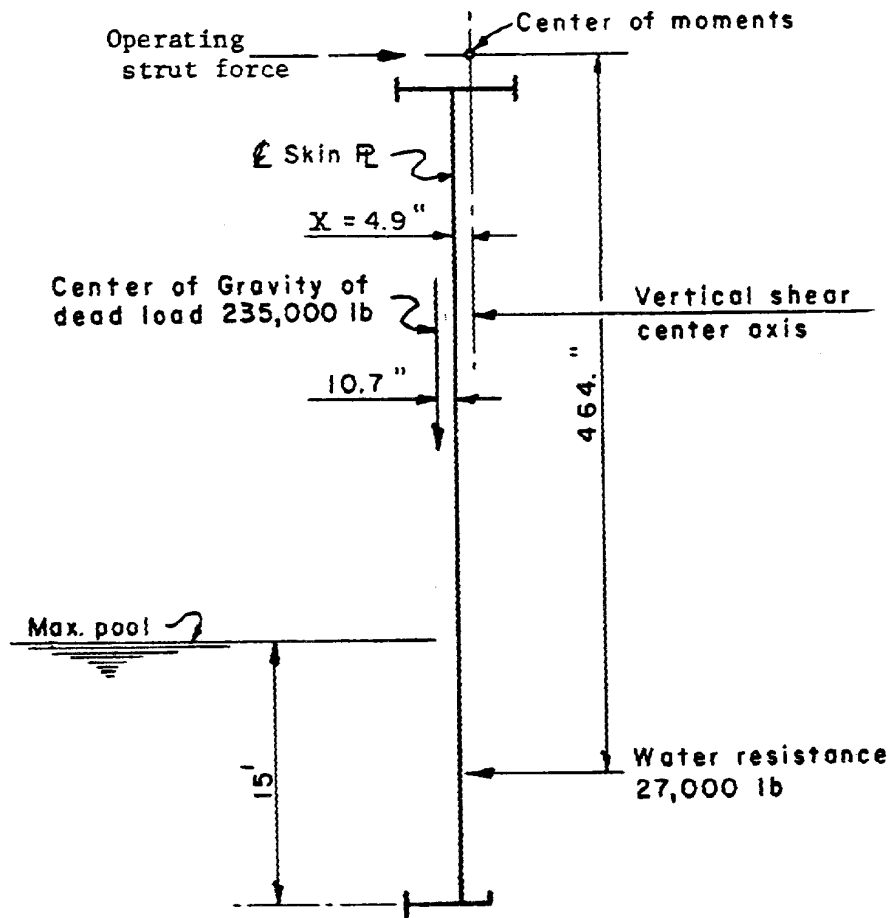 Center of moments
Operating
strut force
℄ Skin ℞
X = 4.9"
Center of Gravity of
dead load 235,000 lb
Vertical shear
center axis
10.7"
464."
Max. pool
15'
Water resistance
27,000 lb